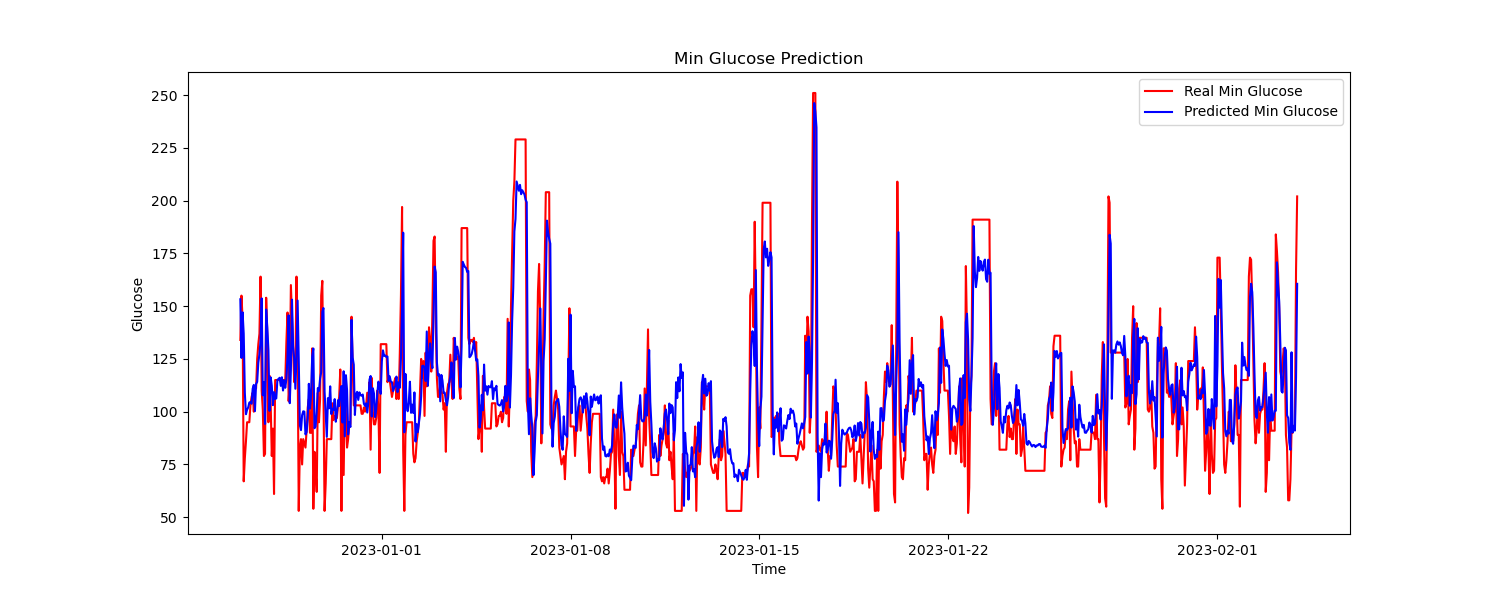 Min Glucose Prediction
Real Min Glucose
Predicted Min Glucose
Glucose
250
225
200
175
150
125
100
75
50
2023-01-01
2023-01-08
2023-01-15
2023-01-22
2023-02-01
Time